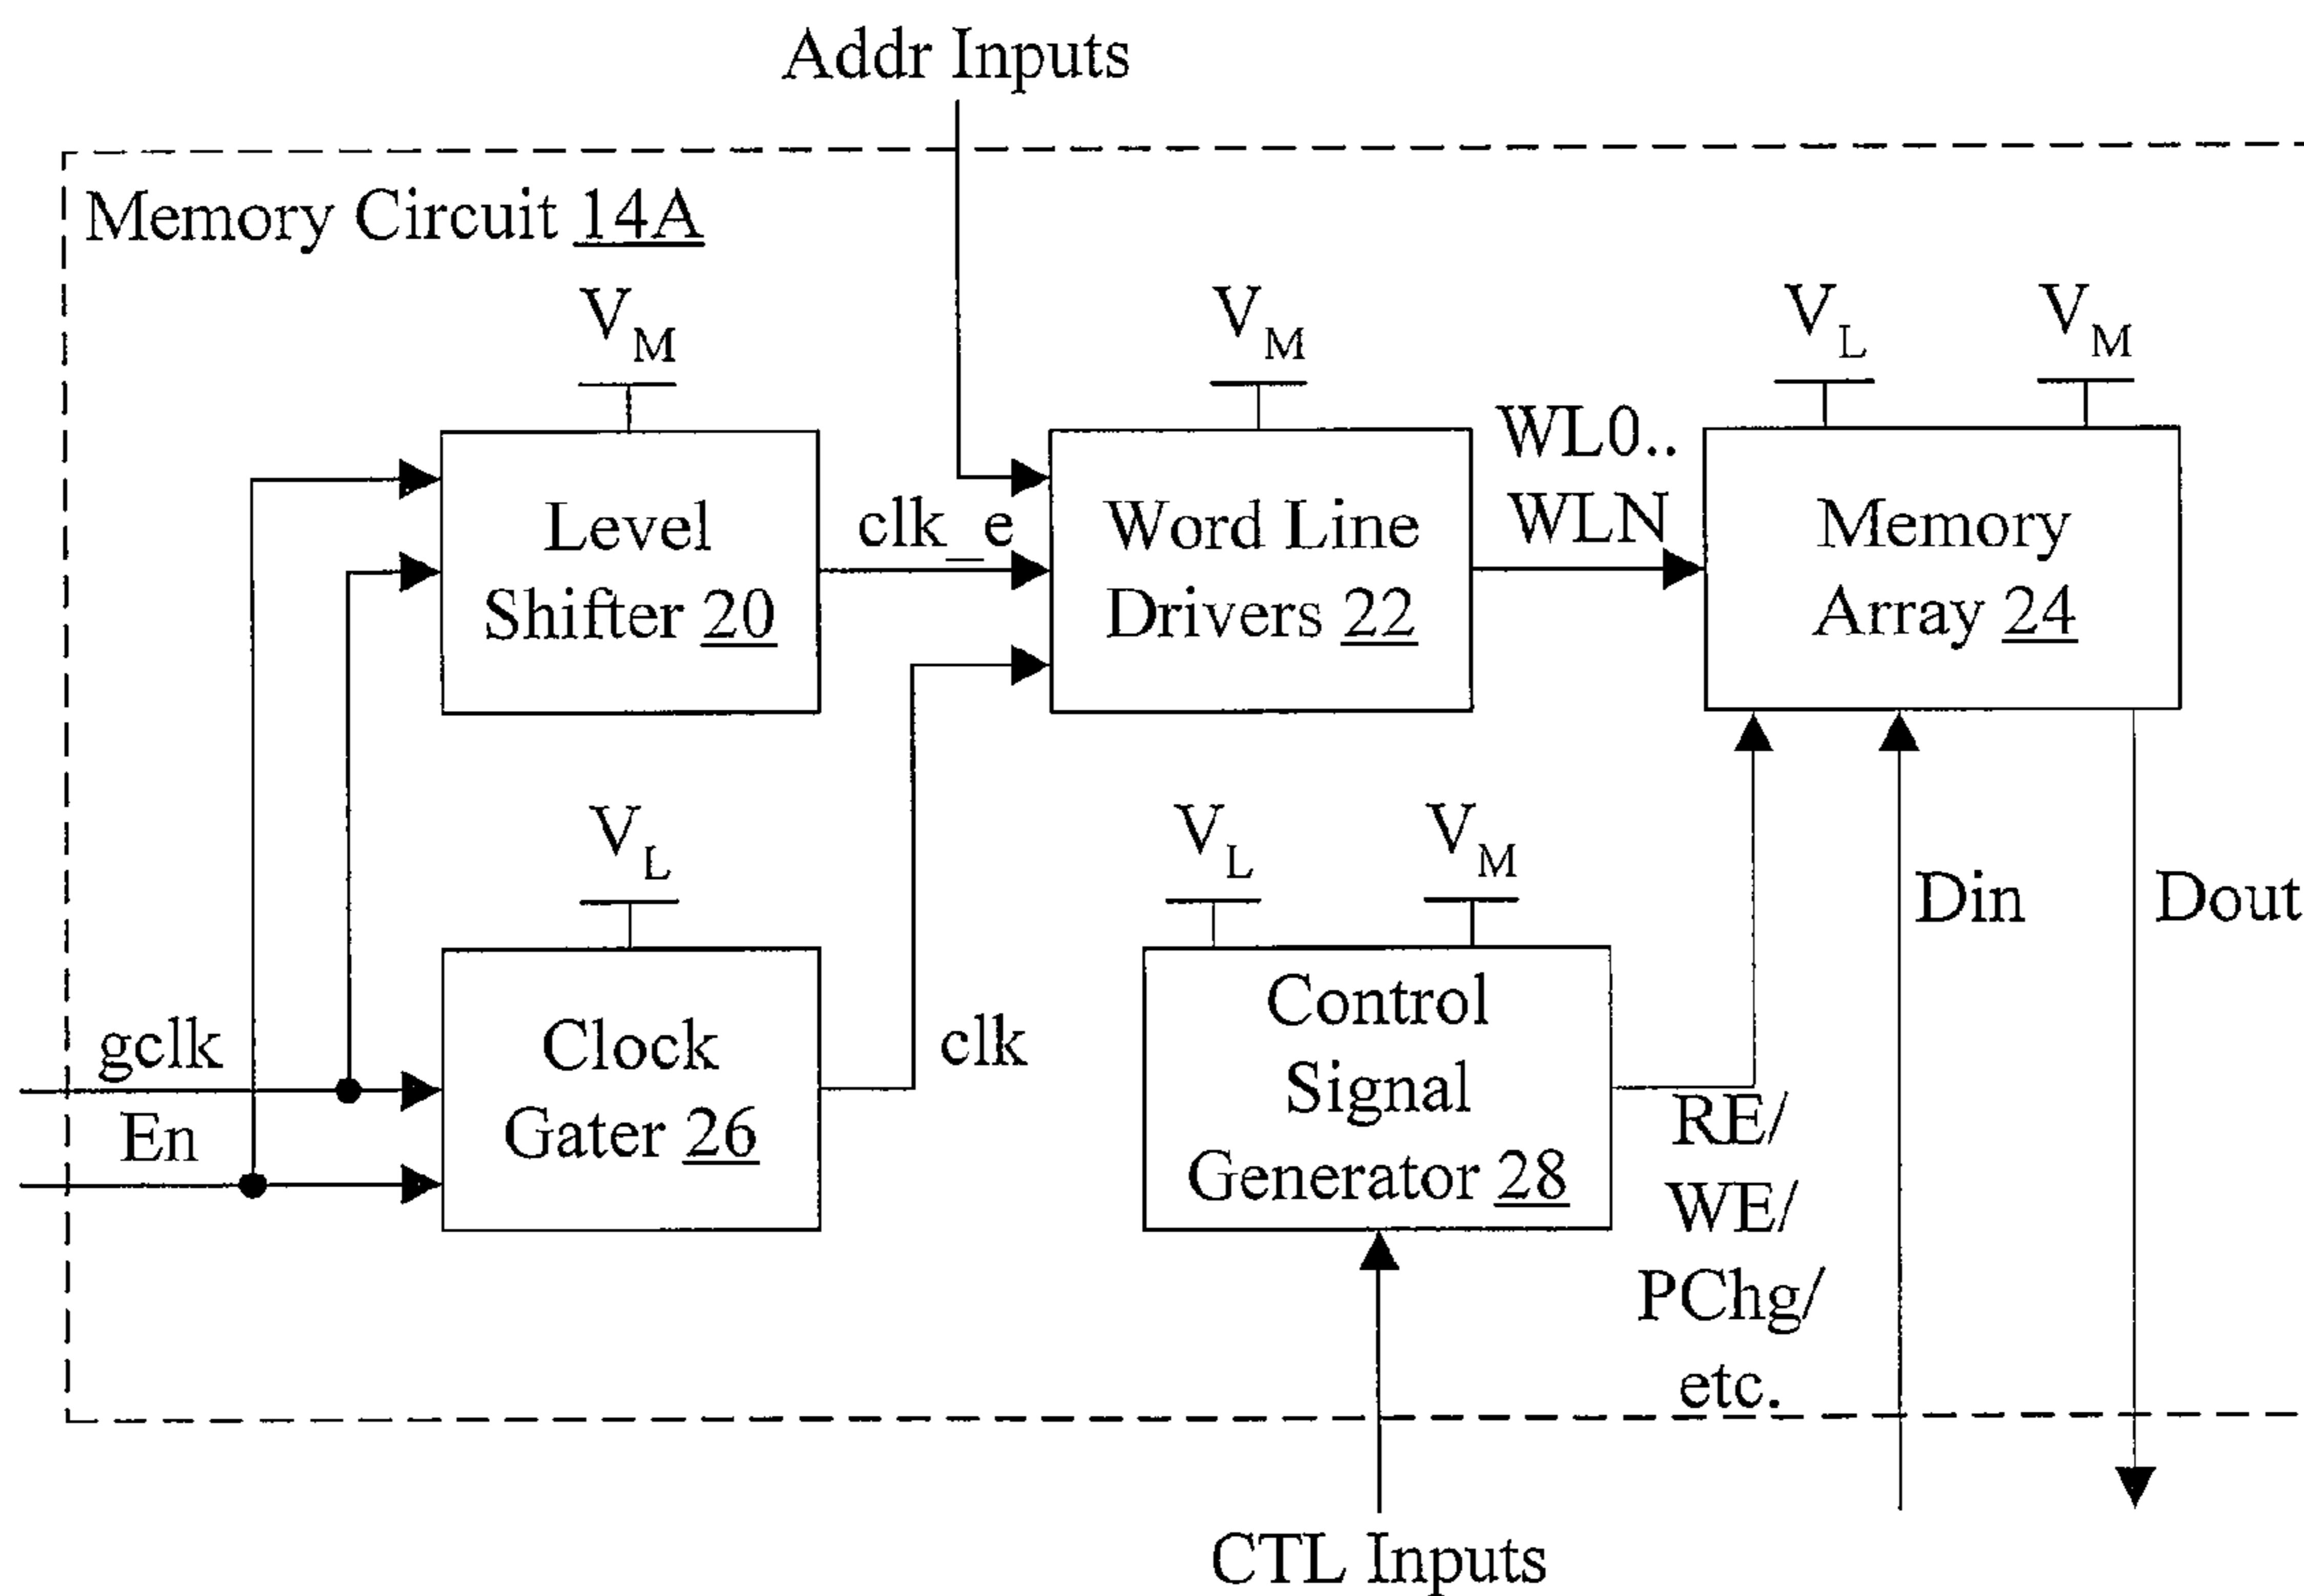 Addr Inputs
Memory Circuit 14A
VM
VM
VL
VM
Level
Shifter 20
clk_e
Word Line
Drivers 22
WL0..
WLN
Memory
Array 24
VL
VL
VM
gclk
En
Clock
Gater 26
clk
Control
Signal
Generator 28
RE/
WE/
PChg/
etc.
Din
Dout
CTL Inputs